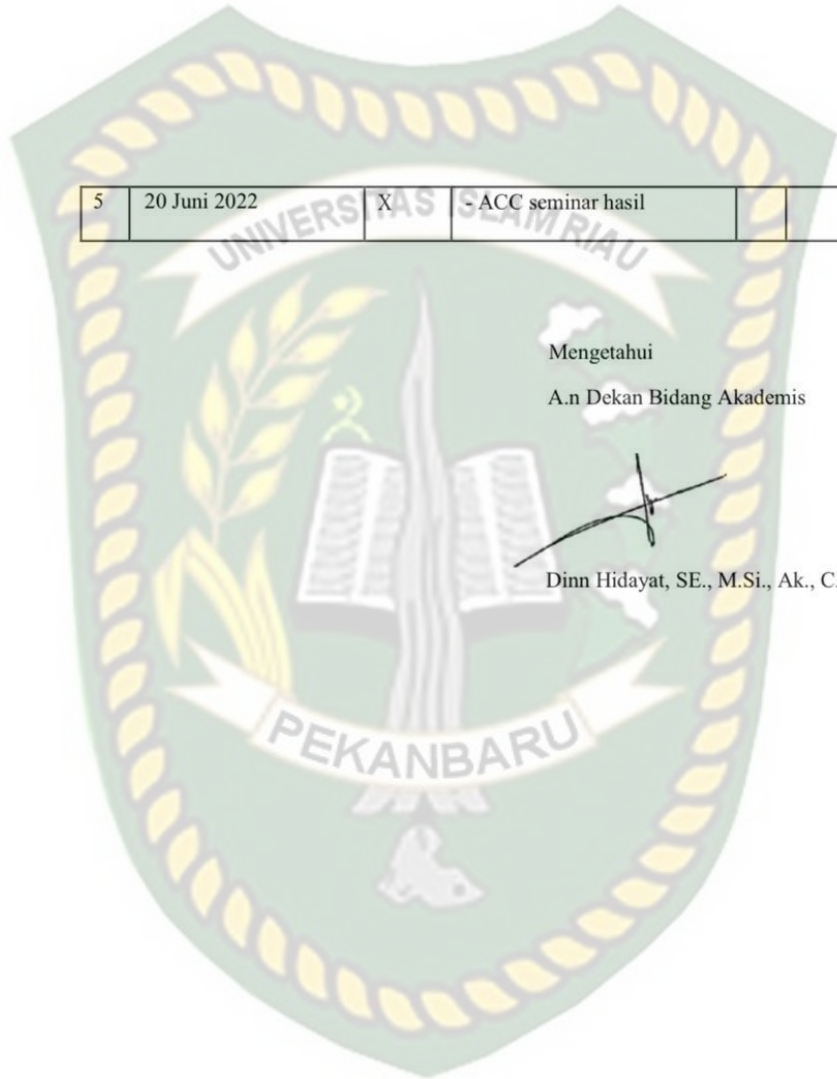 5 20 Juni 2022 X - ACC seminar hasil
UNIVERSITAS ISLAM RIAU
Mengetahui
A.n Dekan Bidang Akademis
Dinn Hidayat, SE., M.Si., Ak., C.
PEKANBARU